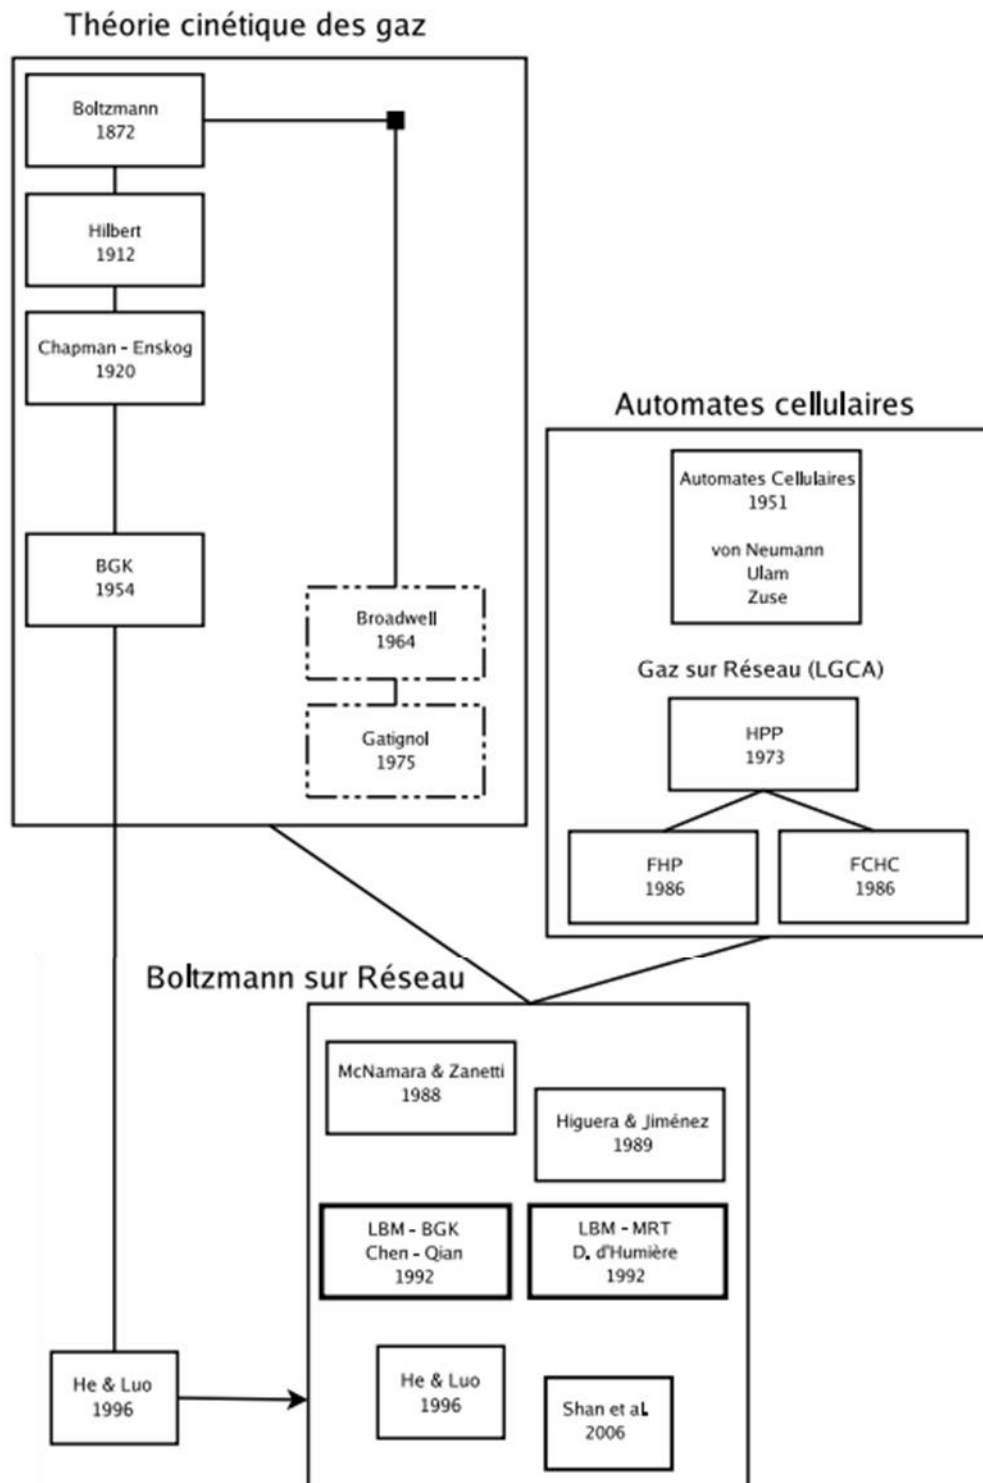 Théorie cinétique des gaz
Boltzmann
1872
Hilbert
1912
Chapman - Enskog
1920
BGK
1954
Broadwell
1964
Gatignol
1975
Automates cellulaires
Automates Cellulaires
1951
von Neumann
Ulam
Zuse
Gaz sur Réseau (LGCA)
HPP
1973
FHP
1986
FCHC
1986
Boltzmann sur Réseau
McNamara & Zanetti
1988
Higuera & Jiménez
1989
LBM - BGK
Chen - Qian
1992
LBM - MRT
D. d'Humière
1992
He & Luo
1996
He & Luo
1996
Shan et al.
2006